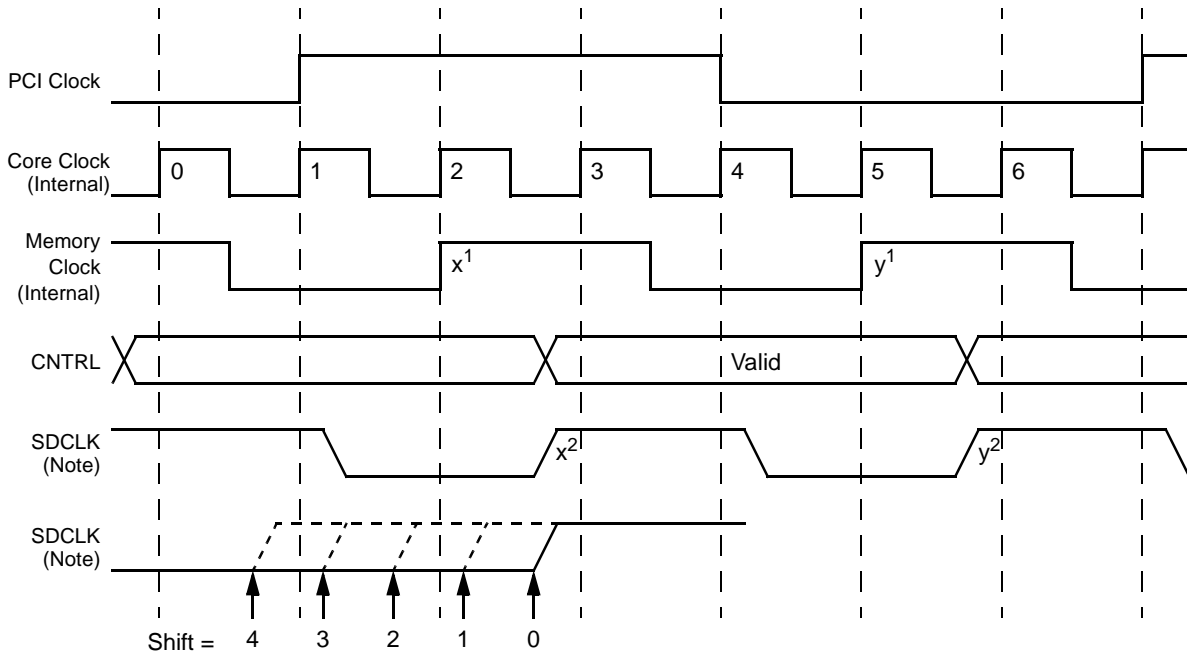 PCI Clock
Core Clock
(Internal)
0 1 2 3 4 5 6
Memory
Clock
(Internal)
x¹ y¹
CNTRL
Valid
SDCLK
(Note)
x² y²
SDCLK
(Note)
Shift = 4 3 2 1 0